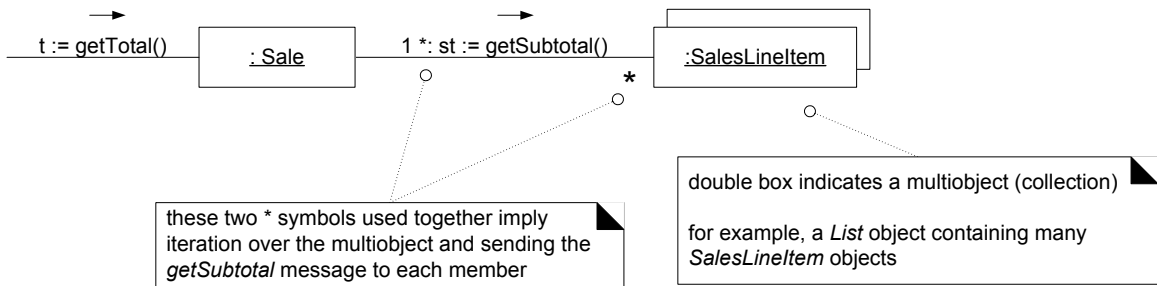 t := getTotal()
: Sale
1 *: st := getSubtotal()
:SalesLineItem
*
these two * symbols used together imply
iteration over the multiobject and sending the
getSubtotal message to each member
double box indicates a multiobject (collection)
for example, a List object containing many
SalesLineItem objects